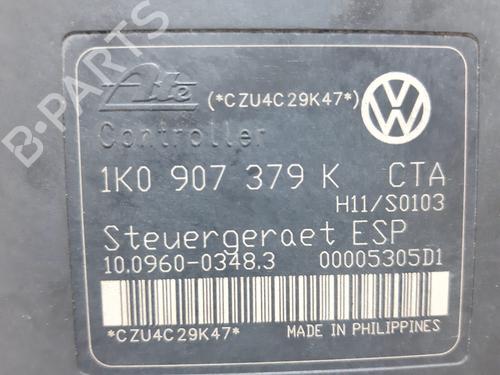 B-PARTS
Ate (*CZU4C29K47*)
Controller
1K0 907 379 K CTA
H11/S0103
Steuergeraet ESP
10.0960-0348.3 00005305D1
*CZU4C29K47* MADE IN PHILIPPINES